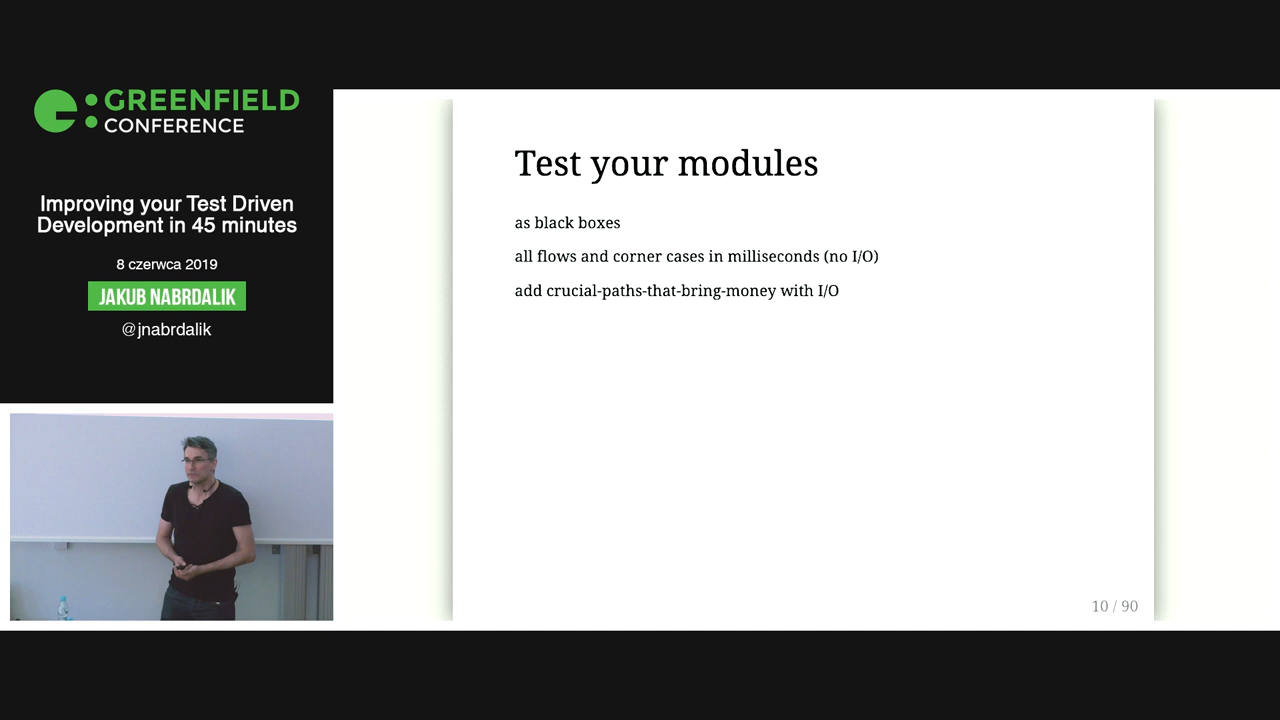 GREENFIELD
CONFERENCE
Improving your Test Driven
Development in 45 minutes
8 czerwca 2019
JAKUB NABRDALIK
@jnabrdalik
Test your modules
as black boxes
all flows and corner cases in milliseconds (no I/O)
add crucial-paths-that-bring-money with I/O
10 / 90